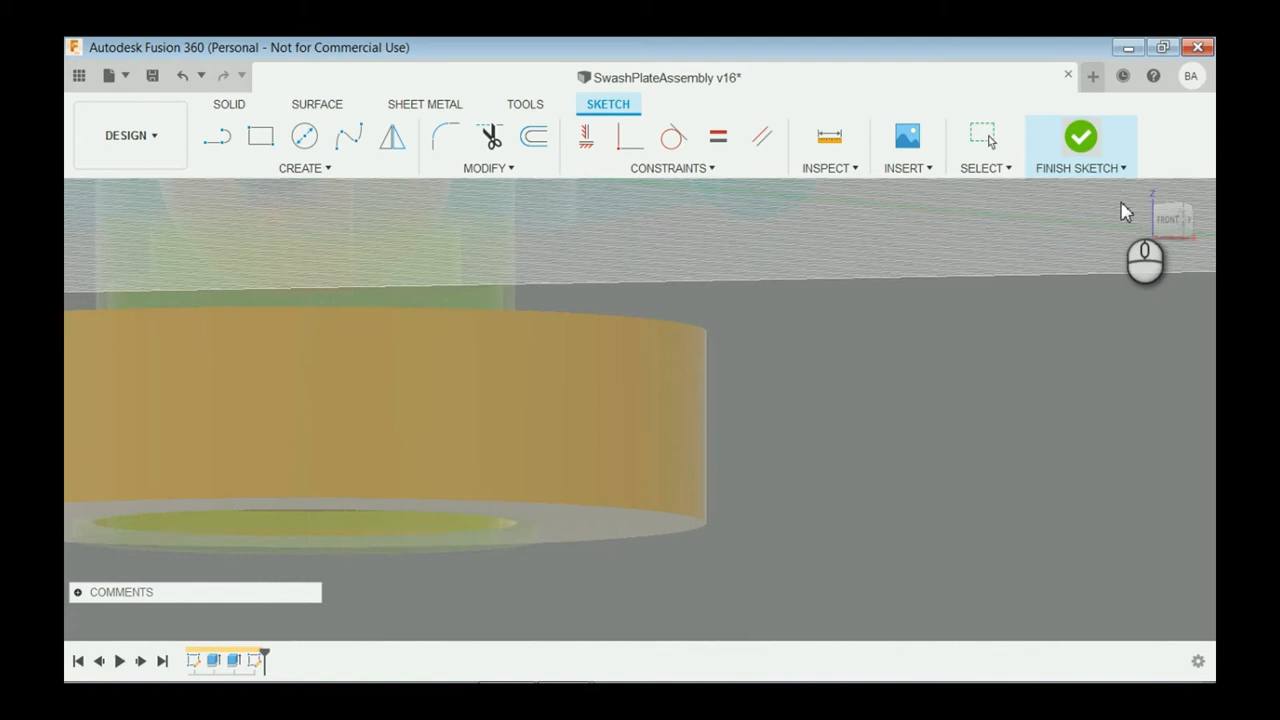 Autodesk Fusion 360 (Personal - Not for Commercial Use)
SwashPlateAssembly v16*
BA
DESIGN
SOLID
SURFACE
SHEET METAL
TOOLS
SKETCH
CREATE
MODIFY
CONSTRAINTS
INSPECT
INSERT
SELECT
FINISH SKETCH
Z
FRONT
0
COMMENTS